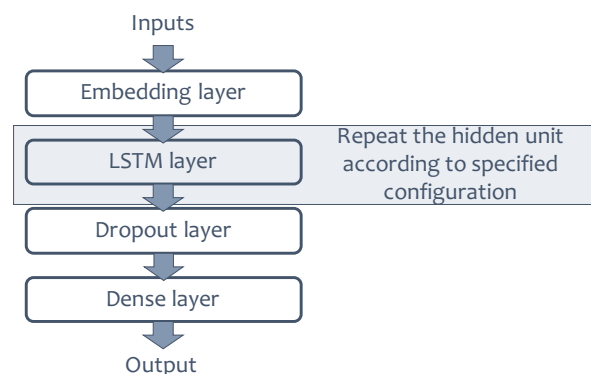 Inputs
Embedding layer
LSTM layer
Repeat the hidden unit
according to specified
configuration
Dropout layer
Dense layer
Output